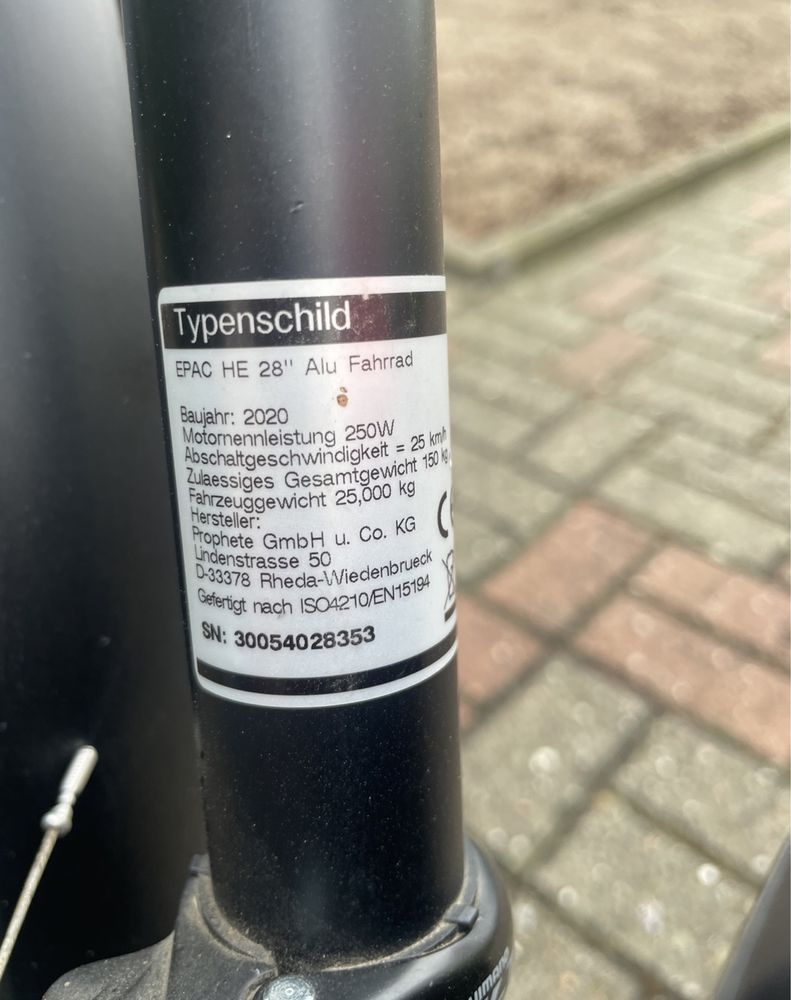 Typenschild
EPAC HE 28" Alu Fahrrad
Baujahr: 2020
Motornennleistung 250W
Abschaltgeschwindigkeit = 25 km/h
Zulaessiges Gesamtgewicht 150 kg
Fahrzeuggewicht 25,000 kg
Hersteller:
Prophete GmbH u. Co. KG
Lindenstrasse 50
D-33378 Rheda-Wiedenbrueck
Gefertigt nach ISO4210/EN15194
SN: 30054028353
CE